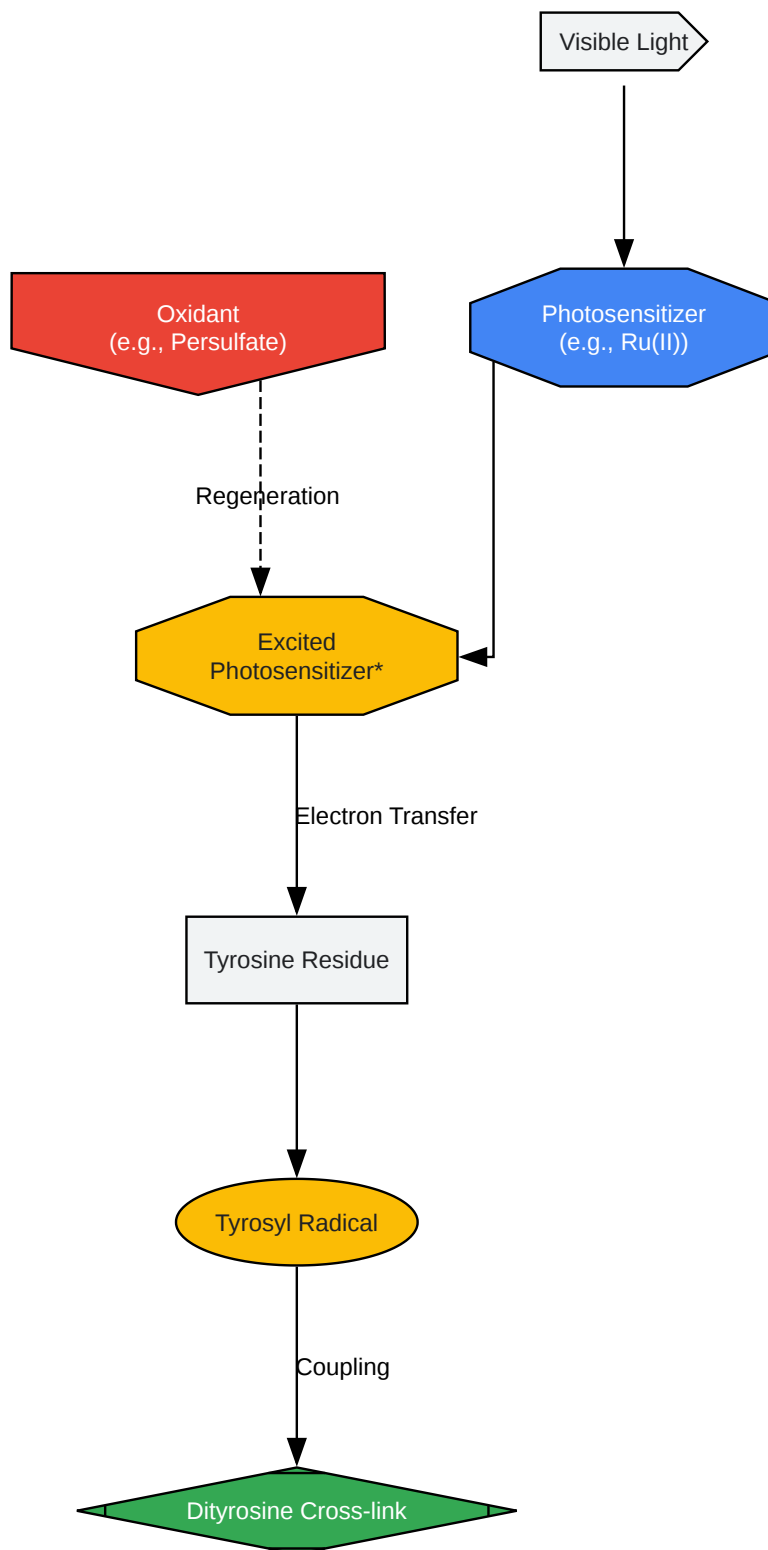 Visible Light
Oxidant
(e.g., Persulfate)
Photosensitizer
(e.g., Ru(II))
Regeneration
Excited
Photosensitizer*
Electron Transfer
Tyrosine Residue
Tyrosyl Radical
Coupling
Dityrosine Cross-link